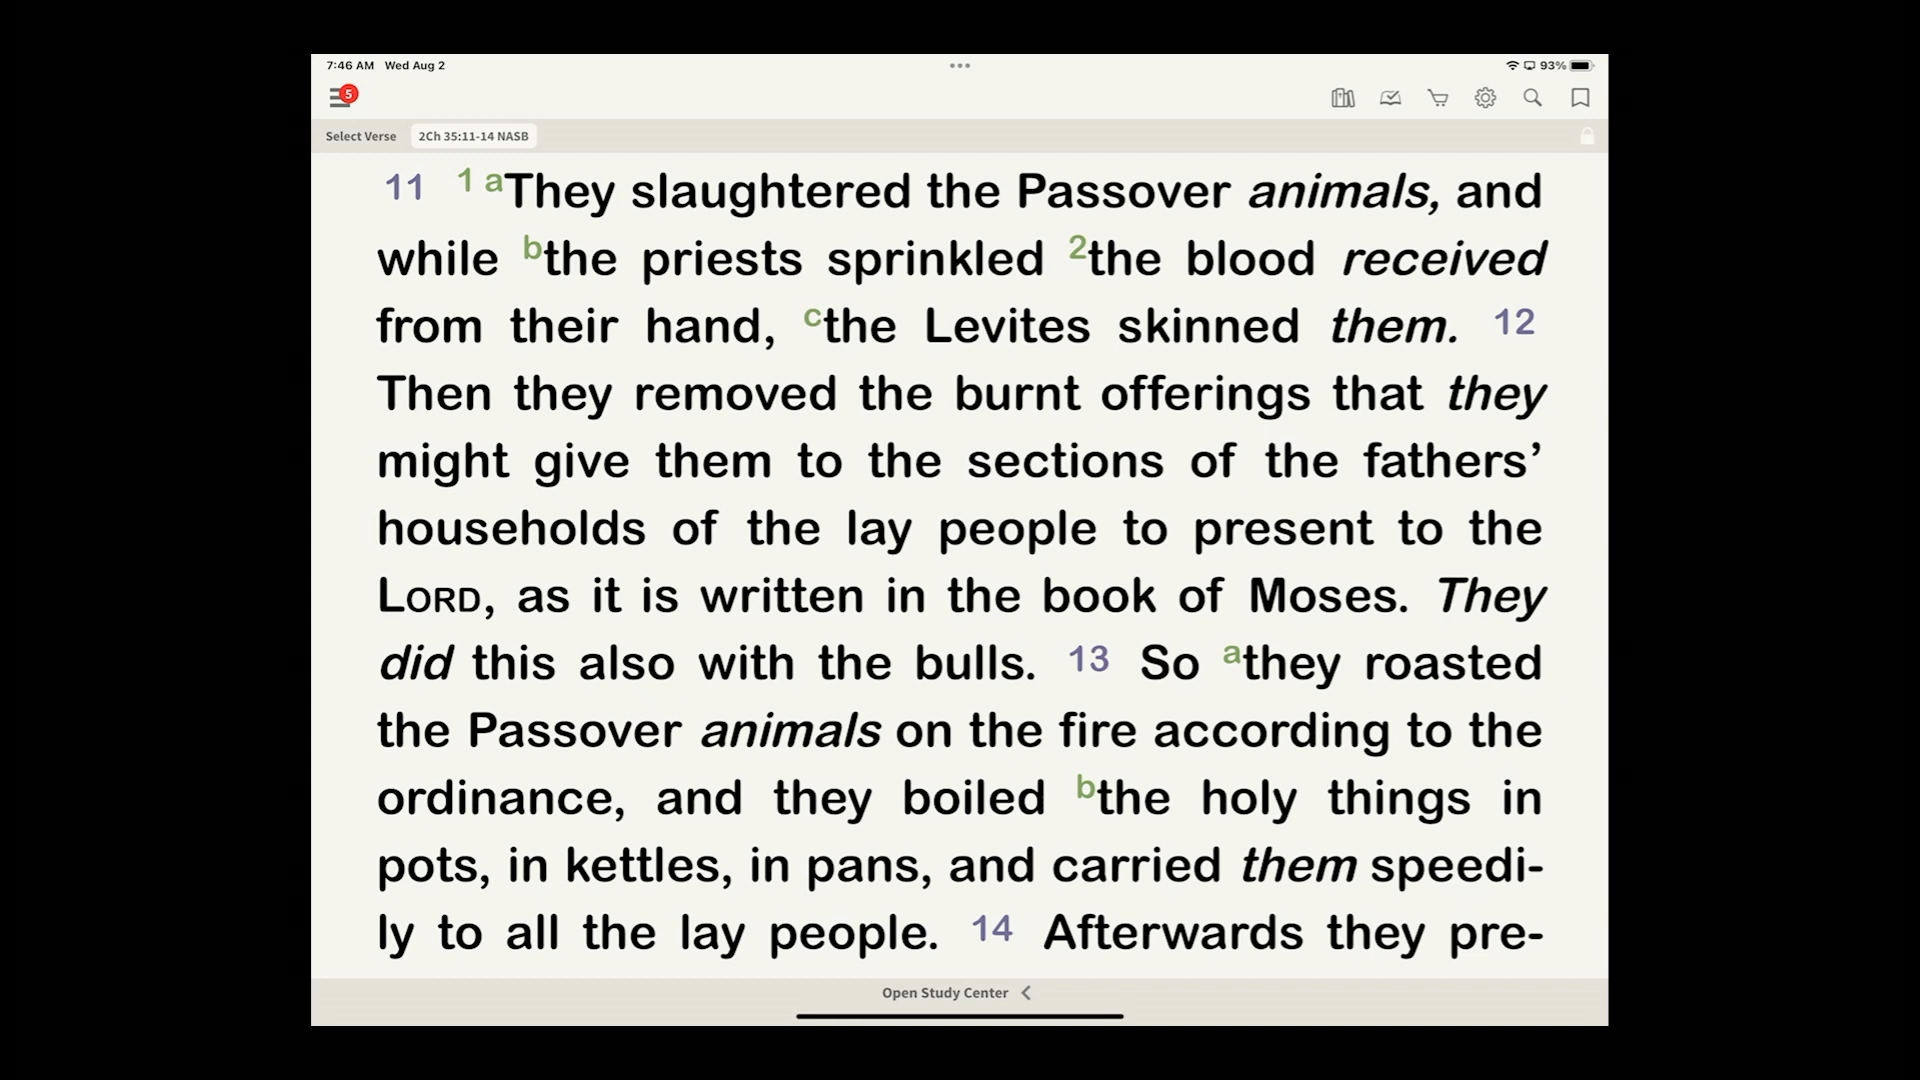 7:46 AM Wed Aug 2
93%
5
Select Verse 2Ch 35:11-14 NASB
11 1 aThey slaughtered the Passover animals, and
while bthe priests sprinkled 2the blood received
from their hand, cthe Levites skinned them. 12
Then they removed the burnt offerings that they
might give them to the sections of the fathers’
households of the lay people to present to the
LORD, as it is written in the book of Moses. They
did this also with the bulls. 13 So athey roasted
the Passover animals on the fire according to the
ordinance, and they boiled bthe holy things in
pots, in kettles, in pans, and carried them speedi-
ly to all the lay people. 14 Afterwards they pre-
Open Study Center